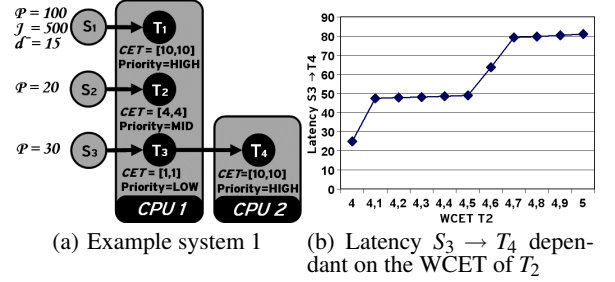 P = 100
J = 500
d⁻ = 15
S1
T1
CET = [10,10]
Priority=HIGH
P = 20
S2
T2
CET = [4,4]
Priority=MID
P = 30
S3
T3
T4
CET = [1,1]
Priority=LOW
CET=[10,10]
Priority=HIGH
CPU 1
CPU 2
(a) Example system 1
Latency S3 → T4
90
80
70
60
50
40
30
20
10
0
4 4,1 4,2 4,3 4,4 4,5 4,6 4,7 4,8 4,9 5
WCET T2
(b) Latency S3 → T4 depen-
dant on the WCET of T2